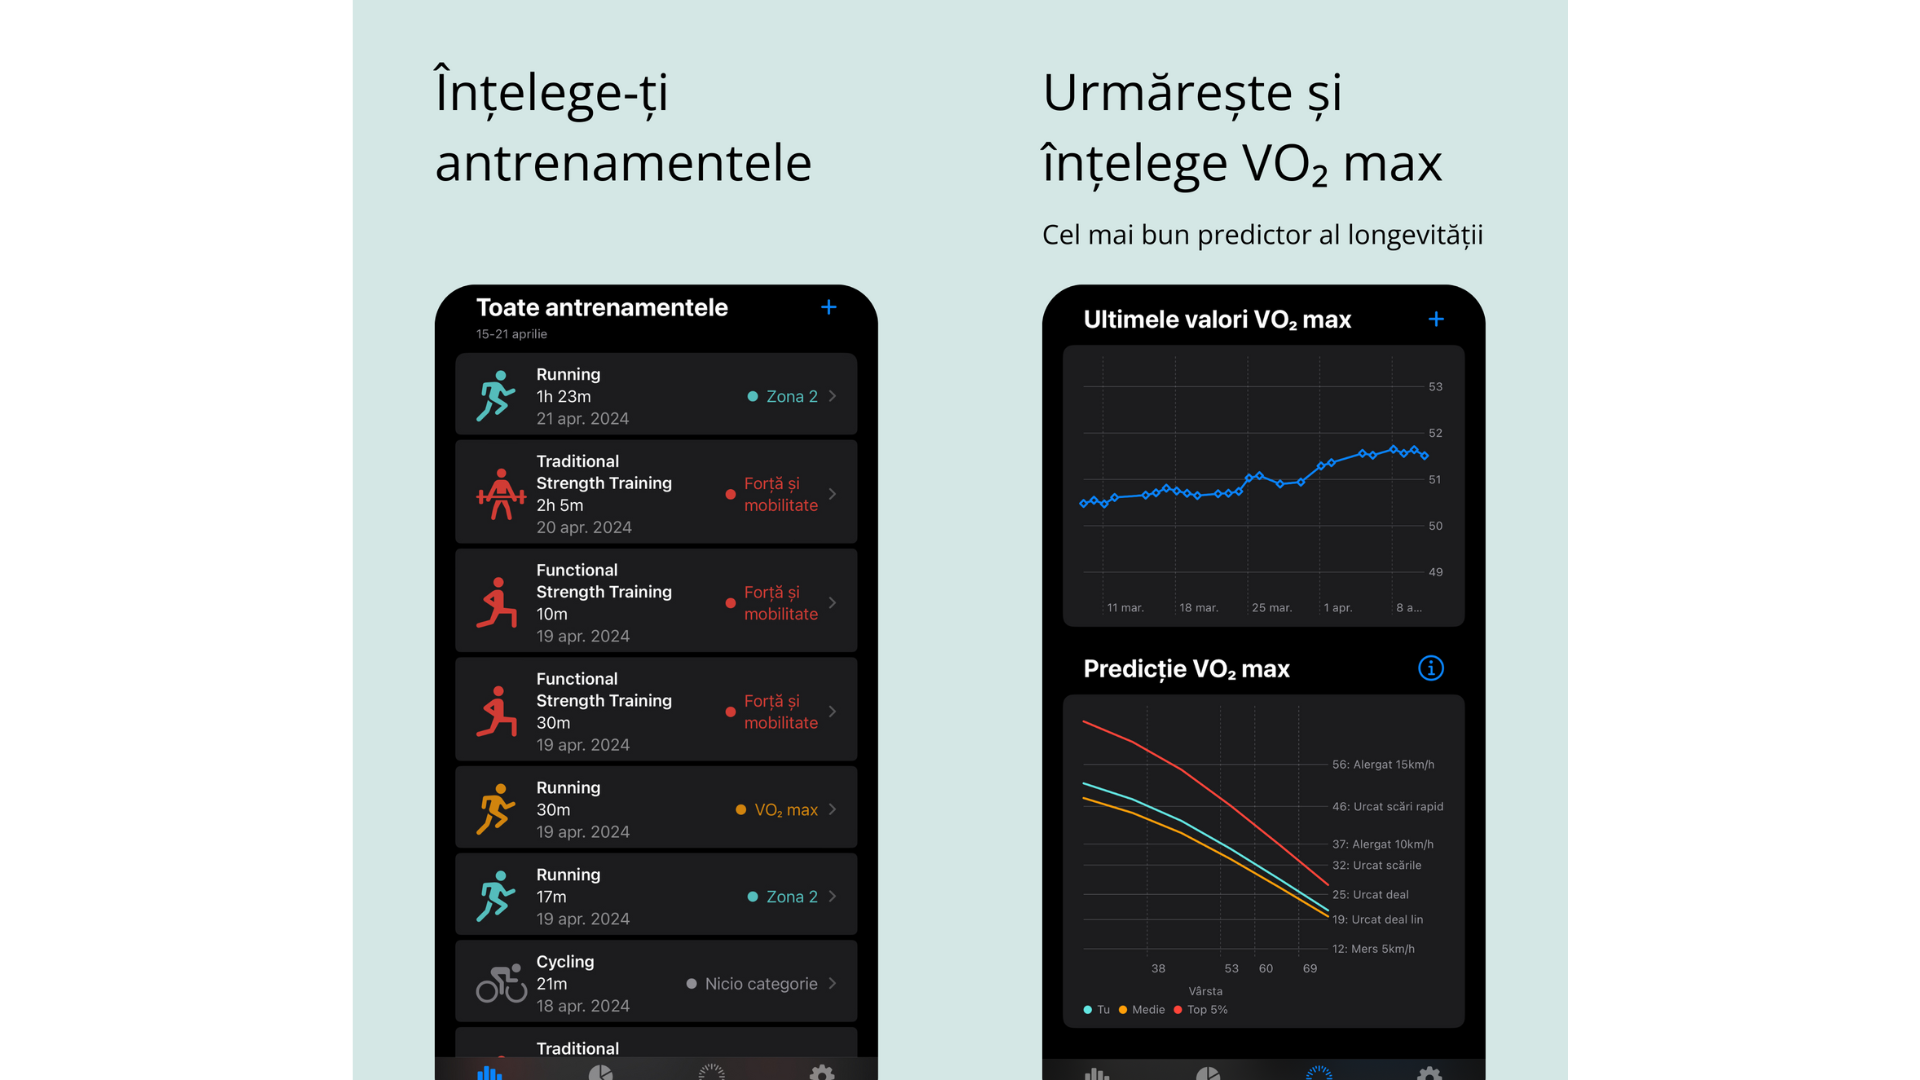 Înțelege-ți
antrenamentele
Toate antrenamentele
15-21 aprilie
Running
1h 23m
21 apr. 2024
Zona 2
Traditional
Strength Training
2h 5m
20 apr. 2024
Forță și
mobilitate
Functional
Strength Training
10m
19 apr. 2024
Forță și
mobilitate
Functional
Strength Training
30m
19 apr. 2024
Forță și
mobilitate
Running
30m
19 apr. 2024
VO₂ max
Running
17m
19 apr. 2024
Zona 2
Cycling
21m
18 apr. 2024
Nicio categorie
Traditional
Urmărește și
înțelege VO₂ max
Cel mai bun predictor al longevității
Ultimele valori VO₂ max
53
52
51
50
49
11 mar.
18 mar.
25 mar.
1 apr.
8 a...
Predicție VO₂ max
56: Alergat 15km/h
46: Urcat scări rapid
37: Alergat 10km/h
32: Urcat scările
25: Urcat deal
19: Urcat deal lin
12: Mers 5km/h
38
53
60
69
Vârsta
Tu
Medie
Top 5%